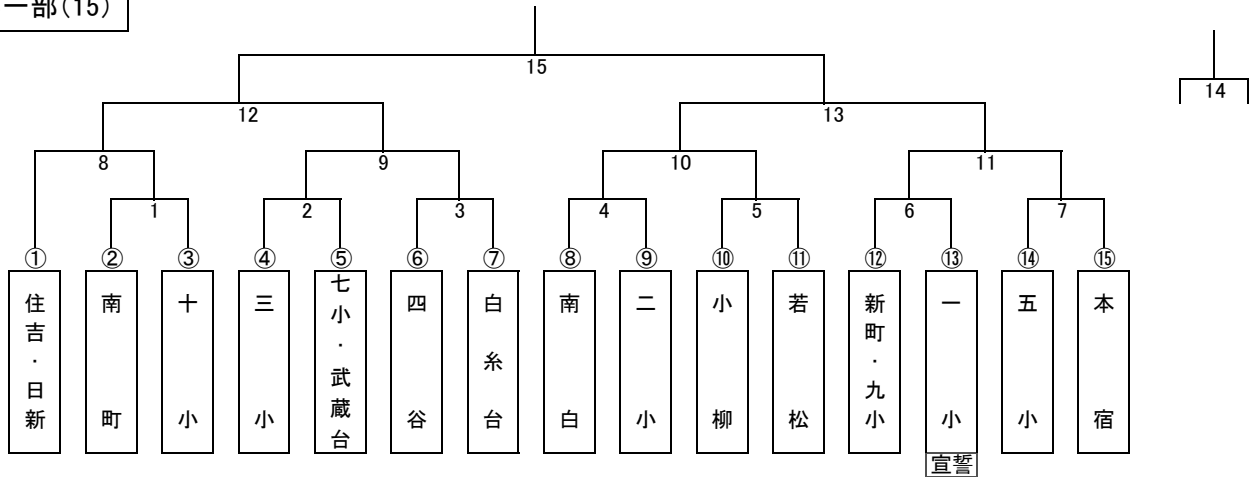 一部(15)
15
14
12
13
8
9
10
11
1
2
3
4
5
6
7
①
②
③
④
⑤
⑥
⑦
⑧
⑨
⑩
⑪
⑫
⑬
⑭
⑮
住吉・日新
南町
十小
三小
七小・武蔵台
四谷
白糸台
南白
二小
小柳
若松
新町・九小
一小
五小
本宿
宣誓